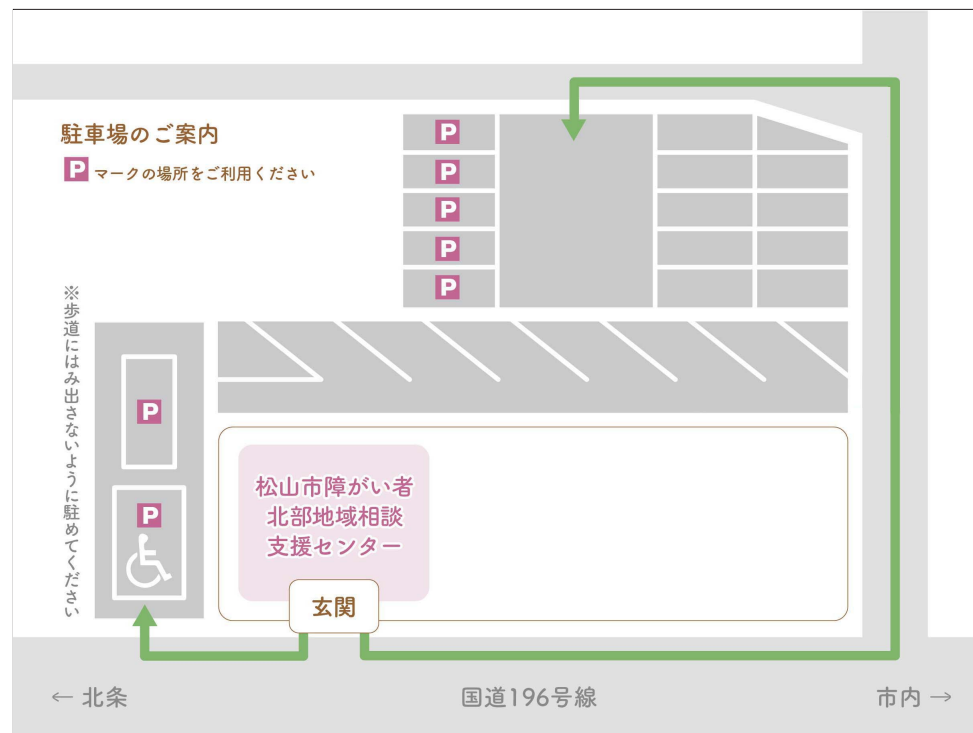 駐車場のご案内
P マークの場所をご利用ください
P
P
P
P
P
※歩道にはみ出さないように駐めてください
P
P
松山市障がい者
北部地域相談
支援センター
玄関
← 北条
国道196号線
市内 →